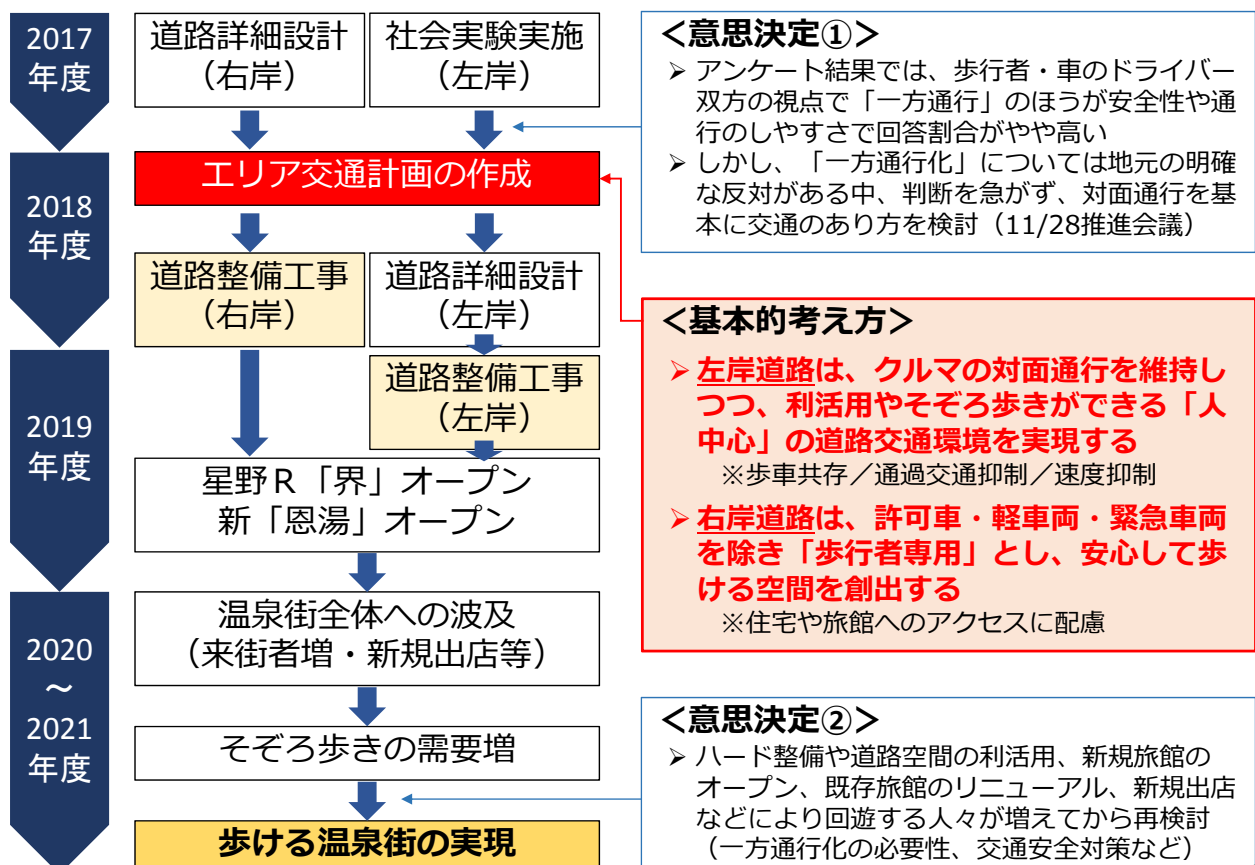 2017
年度
道路詳細設計
（右岸）
社会実験実施
（左岸）
エリア交通計画の作成
2018
年度
道路整備工事
（右岸）
道路詳細設計
（左岸）
道路整備工事
（左岸）
2019
年度
星野R「界」オープン
新「恩湯」オープン
2020
～
2021
年度
温泉街全体への波及
（来街者増・新規出店等）
そぞろ歩きの需要増
歩ける温泉街の実現
＜意思決定①＞
➢ アンケート結果では、歩行者・車のドライバー
双方の視点で「一方通行」のほうが安全性や通
行のしやすさで回答割合がやや高い
➢ しかし、「一方通行化」については地元の明確
な反対がある中、判断を急がず、対面通行を基
本に交通のあり方を検討（11/28推進会議）
＜基本的考え方＞
➢ 左岸道路は、クルマの対面通行を維持し
つつ、利活用やそぞろ歩きができる「人
中心」の道路交通環境を実現する
※歩車共存／通過交通抑制／速度抑制
➢ 右岸道路は、許可車・軽車両・緊急車両
を除き「歩行者専用」とし、安心して歩
ける空間を創出する
※住宅や旅館へのアクセスに配慮
＜意思決定②＞
➢ ハード整備や道路空間の利活用、新規旅館の
オープン、既存旅館のリニューアル、新規出店
などにより回遊する人々が増えてから再検討
（一方通行化の必要性、交通安全対策など）